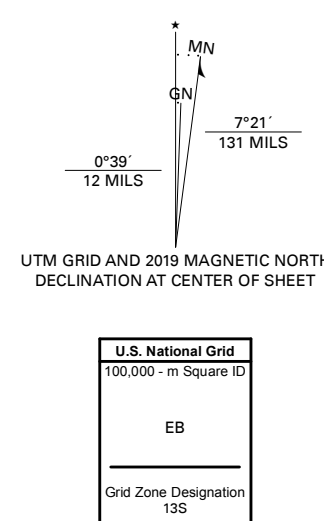 ★
MN
GN
7°21´
131 MILS
0°39´
12 MILS
UTM GRID AND 2019 MAGNETIC NORTH
DECLINATION AT CENTER OF SHEET
U.S. National Grid
100,000 - m Square ID
EB
Grid Zone Designation
13S